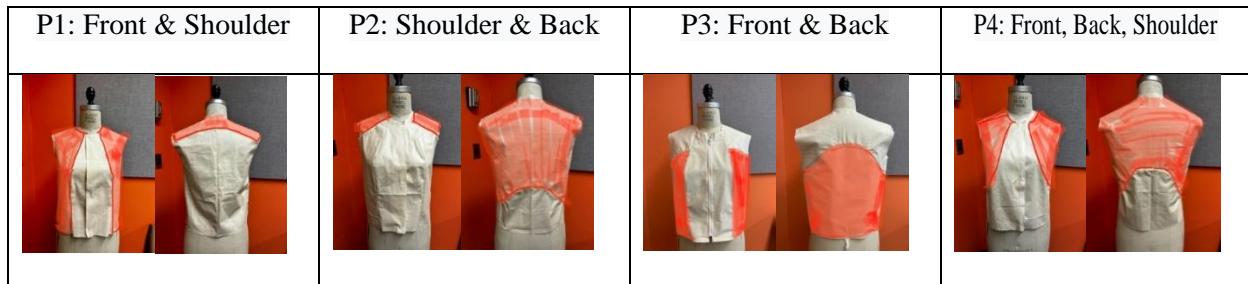 P1: Front & Shoulder
P2: Shoulder & Back
P3: Front & Back
P4: Front, Back, Shoulder